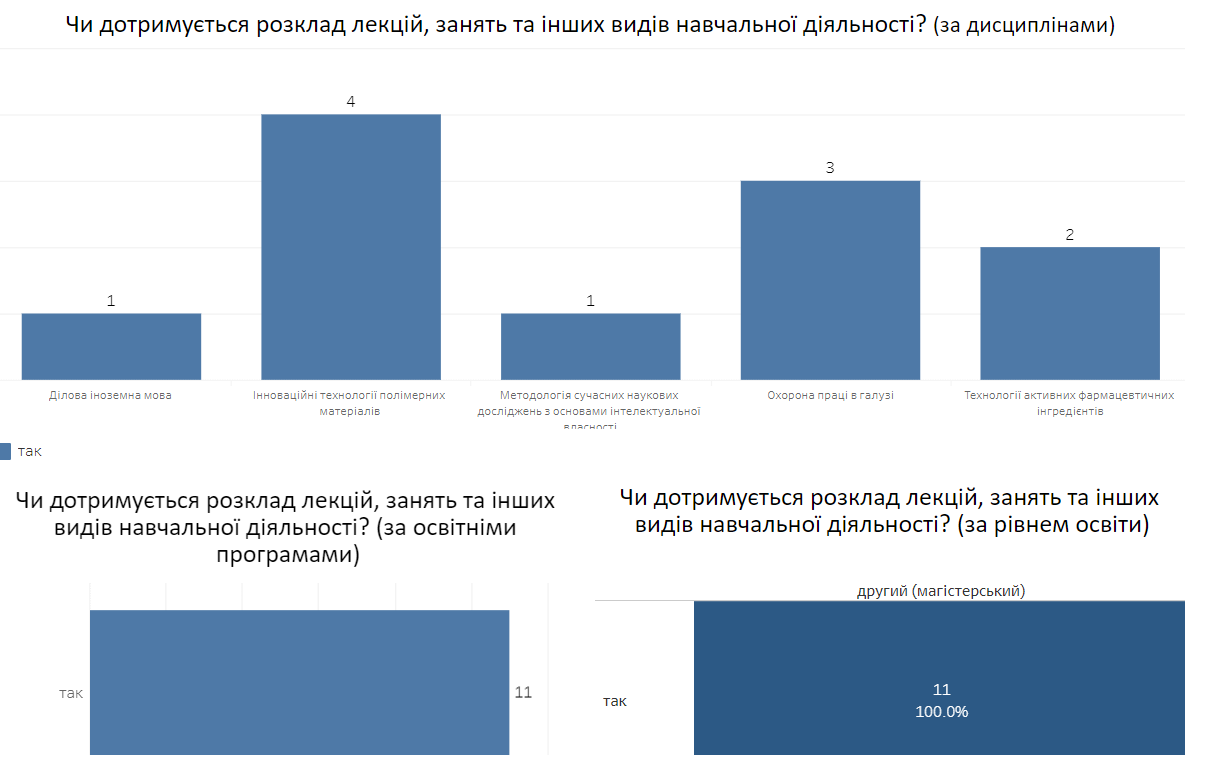 Чи дотримується розклад лекцій, занять та інших видів навчальної діяльності? (за дисциплінами)
4
3
2
1
1
Ділова іноземна мова
Інноваційні технології полімерних
матеріалів
Методологія сучасних наукових
досліджень з основами інтелектуальної
власності
Охорона праці в галузі
Технології активних фармацевтичних
інгредієнтів
так
Чи дотримується розклад лекцій, занять та інших
видів навчальної діяльності? (за освітніми
програмами)
так
11
Чи дотримується розклад лекцій, занять та інших
видів навчальної діяльності? (за рівнем освіти)
другий (магістерський)
так
11
100.0%